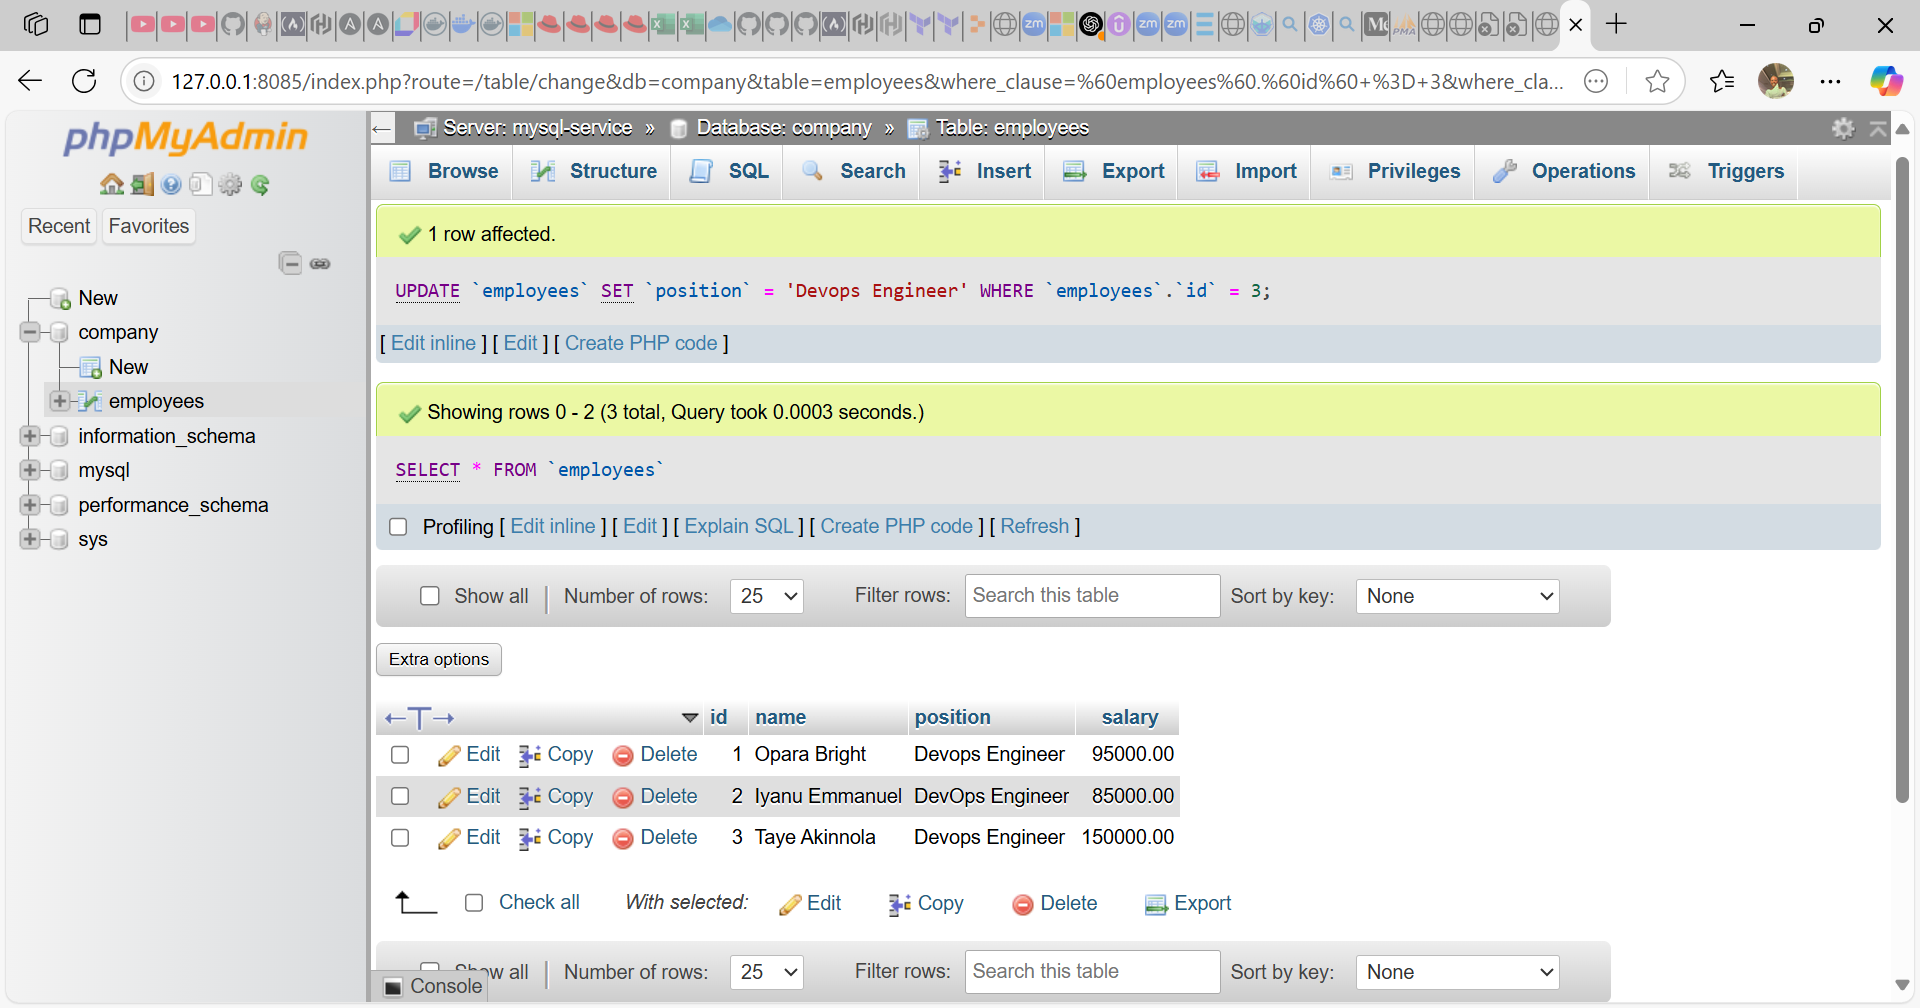 127.0.0.1:8085/index.php?route=/table/change&db=company&table=employees&where_clause=%60employees%60.%60id%60+%3D+3&where_cla...
phpMyAdmin
Recent Favorites
New
company
New
employees
information_schema
mysql
performance_schema
sys
Server: mysql-service » Database: company » Table: employees
Browse Structure SQL Search Insert Export Import Privileges Operations Triggers
1 row affected.
UPDATE `employees` SET `position` = 'Devops Engineer' WHERE `employees`.`id` = 3;
[ Edit inline ] [ Edit ] [ Create PHP code ]
Showing rows 0 - 2 (3 total, Query took 0.0003 seconds.)
SELECT * FROM `employees`
Profiling [ Edit inline ] [ Edit ] [ Explain SQL ] [ Create PHP code ] [ Refresh ]
Show all | Number of rows: 25 Filter rows: Search this table Sort by key: None
Extra options
←T→ id name position salary
Edit Copy Delete 1 Opara Bright Devops Engineer 95000.00
Edit Copy Delete 2 Iyanu Emmanuel DevOps Engineer 85000.00
Edit Copy Delete 3 Taye Akinnola Devops Engineer 150000.00
Check all With selected: Edit Copy Delete Export
Show all | Number of rows: 25 Filter rows: Search this table Sort by key: None
Console